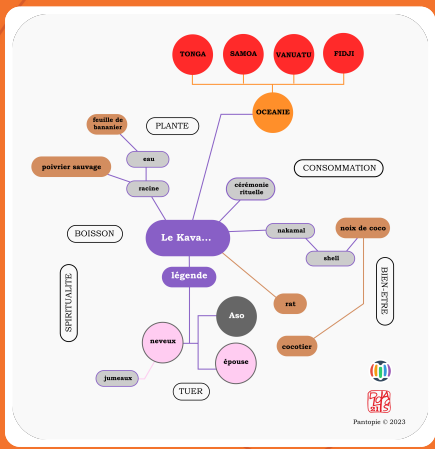 TONGA
SAMOA
VANUATU
FIDJI
OCEANIE
feuille de
bananier
PLANTE
eau
poivrier sauvage
racine
CONSOMMATION
cérémonie
rituelle
BOISSON
Le Kava...
nakamal
noix de coco
shell
légende
SPIRITUALITE
BIEN-ETRE
rat
Aso
neveux
épouse
cocotier
jumeaux
TUER
Pantopie © 2023